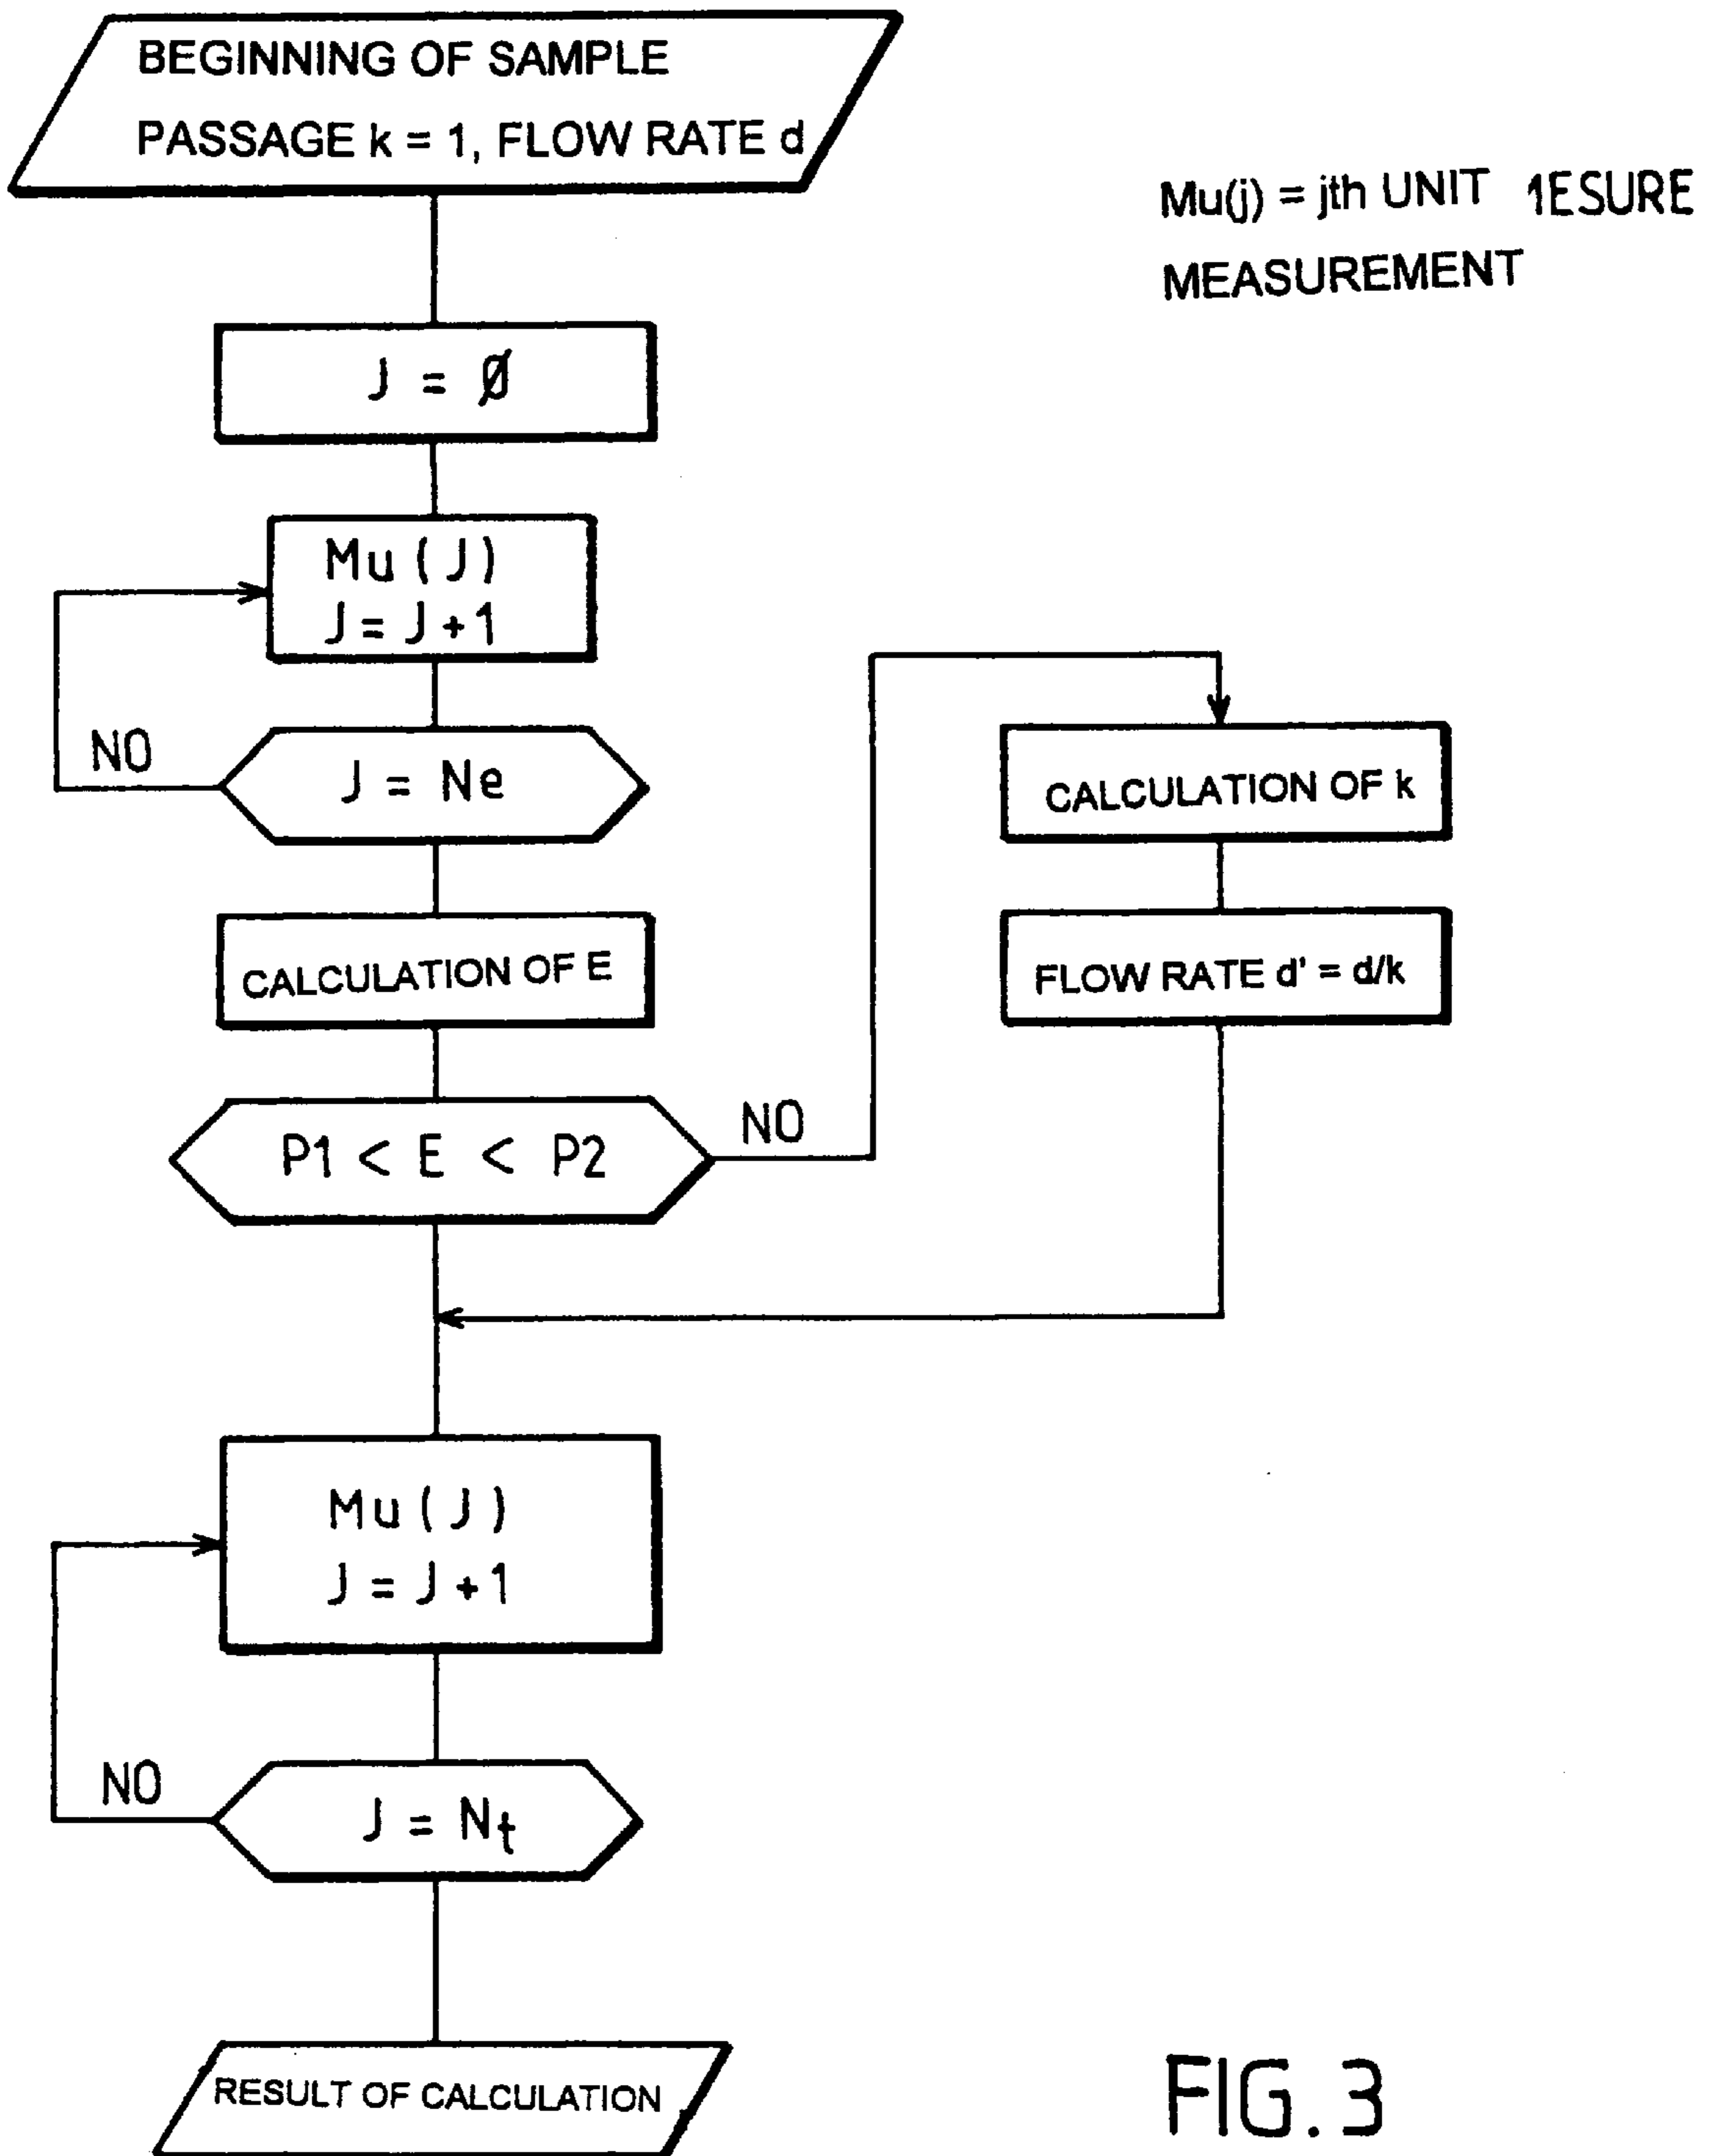 BEGINNING OF SAMPLE
PASSAGE k = 1, FLOW RATE d
Mu(j) = jth UNIT 1ESURE
MEASUREMENT
J = Ø
Mu ( J )
J = J + 1
NO
J = Ne
CALCULATION OF k
CALCULATION OF E
FLOW RATE d' = d/k
P1 < E < P2
NO
Mu ( J )
J = J + 1
NO
J = Nt
RESULT OF CALCULATION
FIG. 3